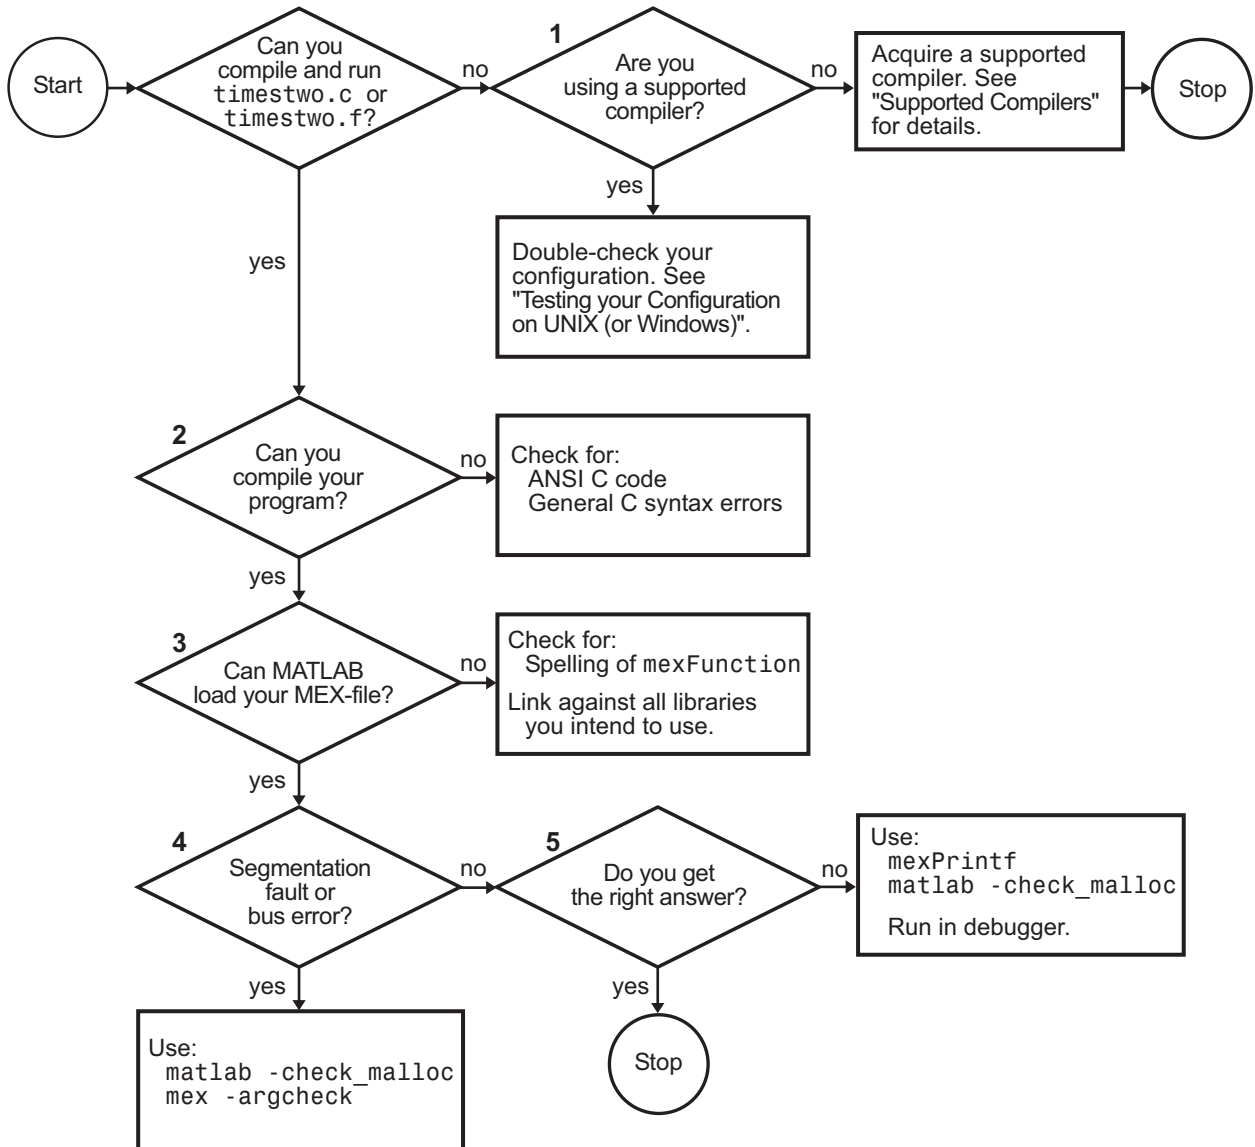 Start
Can you
compile and run
timestwo.c or
timestwo.f?
no
1
Are you
using a supported
compiler?
no
Acquire a supported
compiler. See
"Supported Compilers"
for details.
Stop
yes
yes
Double-check your
configuration. See
"Testing your Configuration
on UNIX (or Windows)".
2
Can you
compile your
program?
no
Check for:
ANSI C code
General C syntax errors
yes
3
Can MATLAB
load your MEX-file?
no
Check for:
Spelling of mexFunction
Link against all libraries
you intend to use.
yes
4
Segmentation
fault or
bus error?
no
5
Do you get
the right answer?
no
Use:
mexPrintf
matlab -check_malloc
Run in debugger.
yes
yes
Use:
matlab -check_malloc
mex -argcheck
Stop